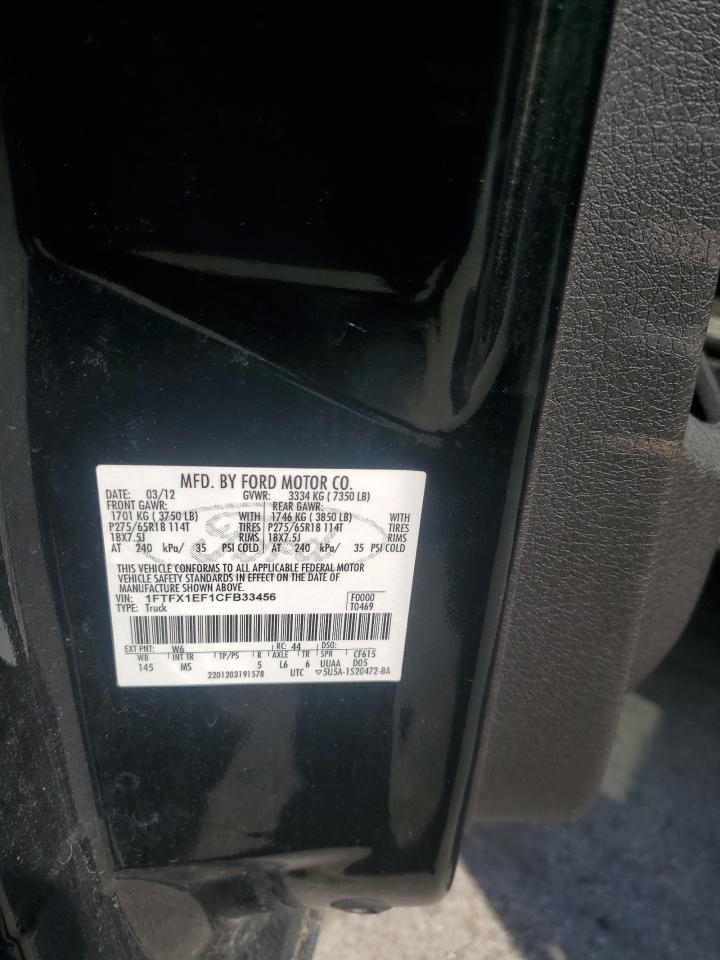 MFD. BY FORD MOTOR CO.
DATE: 03/12 GVWR: 3334 KG ( 7350 LB)
FRONT GAWR: REAR GAWR:
1701 KG ( 3750 LB) WITH 1746 KG ( 3850 LB) WITH
P275/65R18 114T TIRES P275/65R18 114T TIRES
18X7.5J RIMS 18X7.5J RIMS
AT 240 kPa/ 35 PSI COLD AT 240 kPa/ 35 PSI COLD
Ford
THIS VEHICLE CONFORMS TO ALL APPLICABLE FEDERAL MOTOR
VEHICLE SAFETY STANDARDS IN EFFECT ON THE DATE OF
MANUFACTURE SHOWN ABOVE.
VIN: 1FTFX1EF1CFB33456 F0000
TYPE: Truck T0469
EXT PNT: W6 RC: 44 DSO:
WB INT TR TP/PS R AXLE TR SPR CF615
145 MS 5 L6 6 UUAA D05
2201203191578 UTC ▽5U5A-1520472-BA